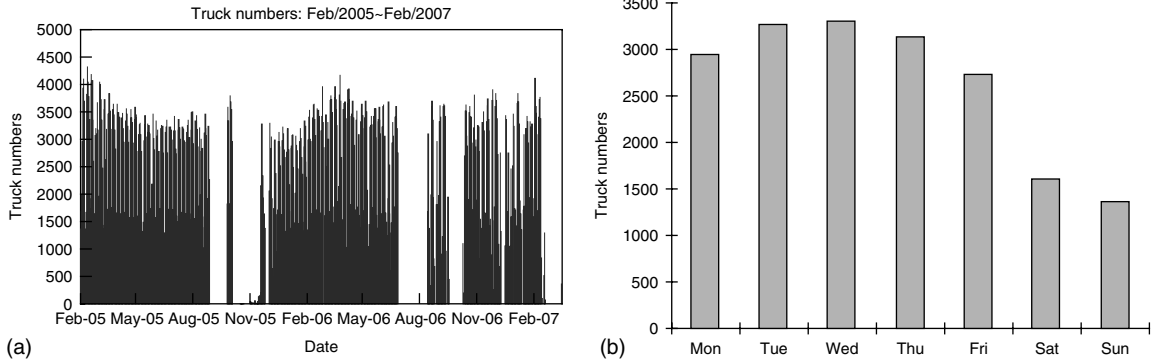 Truck numbers: Feb/2005~Feb/2007
Truck numbers
5000
4500
4000
3500
3000
2500
2000
1500
1000
500
0
Feb-05 May-05 Aug-05 Nov-05 Feb-06 May-06 Aug-06 Nov-06 Feb-07
Date
(a)
Truck numbers
3500
3000
2500
2000
1500
1000
500
0
Mon Tue Wed Thu Fri Sat Sun
(b)